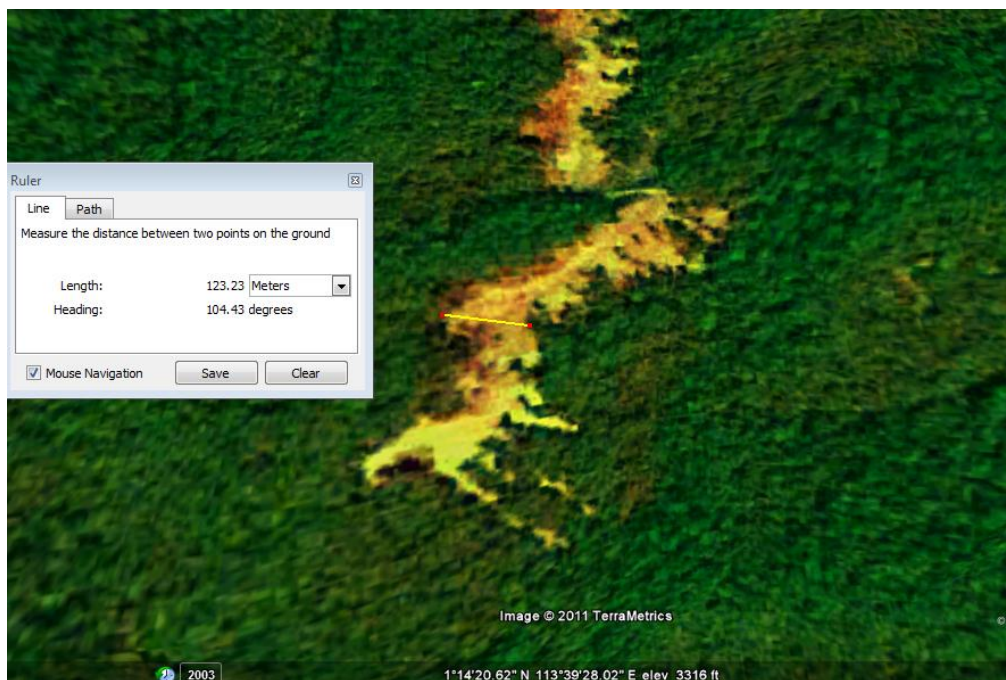 Ruler
Line Path
Measure the distance between two points on the ground
Length: 123.23 Meters
Heading: 104.43 degrees
Mouse Navigation Save Clear
Image © 2011 TerraMetrics
©
2003 1°14'20.62" N 113°39'28.02" E elev 3316 ft